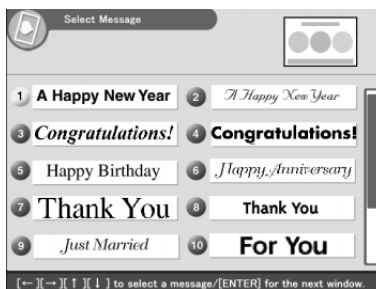 Select Message
1 A Happy New Year
2 A Happy New Year
3 Congratulations!
4 Congratulations!
5 Happy Birthday
6 Happy Anniversary
7 Thank You
8 Thank You
9 Just Married
10 For You
[←][→][↑][↓] to select a message/[ENTER] for the next window.